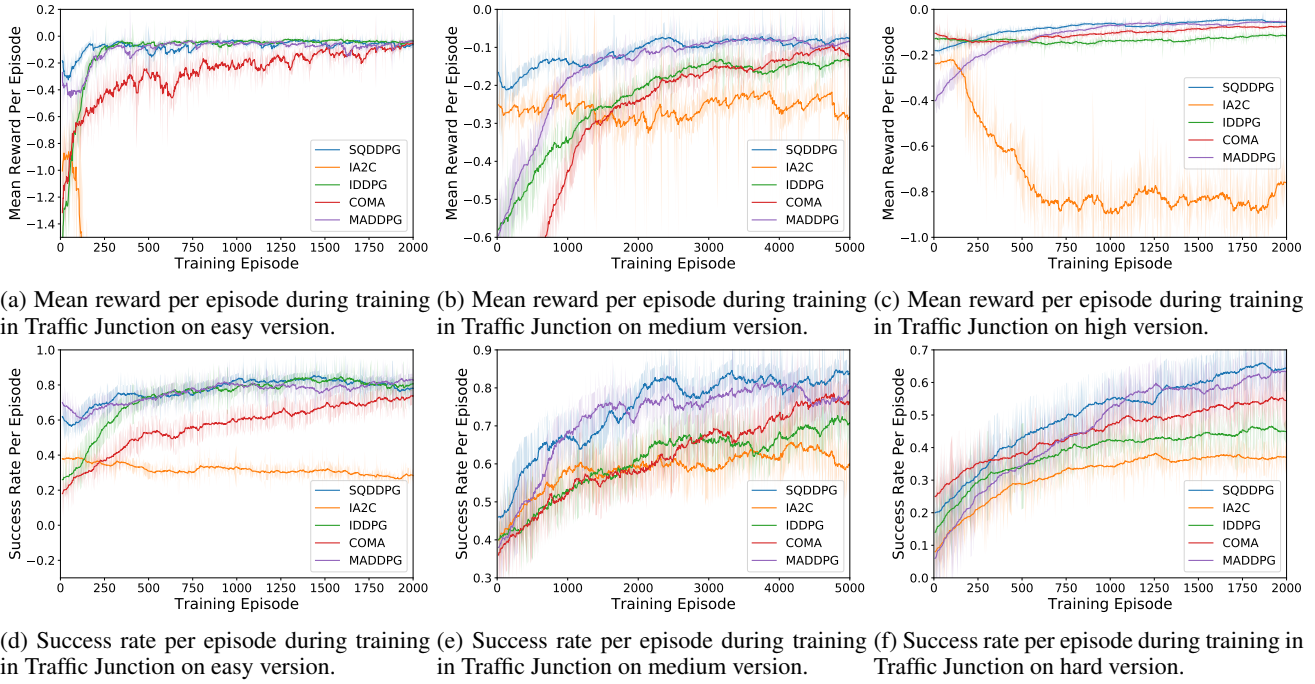 0.2
0.0
−0.2
−0.4
−0.6
−0.8
−1.0
−1.2
−1.4
Mean Reward Per Episode
SQDDPG
IA2C
IDDPG
COMA
MADDPG
0 250 500 750 1000 1250 1500 1750 2000
Training Episode
0.0
−0.1
−0.2
−0.3
−0.4
−0.5
−0.6
Mean Reward Per Episode
SQDDPG
IA2C
IDDPG
COMA
MADDPG
0 1000 2000 3000 4000 5000
Training Episode
0.0
−0.2
−0.4
−0.6
−0.8
−1.0
Mean Reward Per Episode
SQDDPG
IA2C
IDDPG
COMA
MADDPG
0 250 500 750 1000 1250 1500 1750 2000
Training Episode
(a) Mean reward per episode during training
in Traffic Junction on easy version.
(b) Mean reward per episode during training
in Traffic Junction on medium version.
(c) Mean reward per episode during training
in Traffic Junction on high version.
1.0
0.8
0.6
0.4
0.2
0.0
−0.2
Success Rate Per Episode
SQDDPG
IA2C
IDDPG
COMA
MADDPG
0 250 500 750 1000 1250 1500 1750 2000
Training Episode
0.9
0.8
0.7
0.6
0.5
0.4
0.3
Success Rate Per Episode
SQDDPG
IA2C
IDDPG
COMA
MADDPG
0 1000 2000 3000 4000 5000
Training Episode
0.7
0.6
0.5
0.4
0.3
0.2
0.1
0.0
Success Rate Per Episode
SQDDPG
IA2C
IDDPG
COMA
MADDPG
0 250 500 750 1000 1250 1500 1750 2000
Training Episode
(d) Success rate per episode during training
in Traffic Junction on easy version.
(e) Success rate per episode during training
in Traffic Junction on medium version.
(f) Success rate per episode during training in
Traffic Junction on hard version.